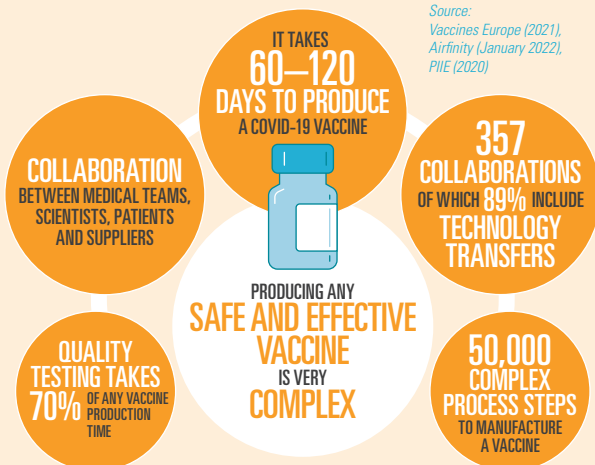 Source:
Vaccines Europe (2021),
Airfinity (January 2022),
PIIE (2020)
IT TAKES
60–120
DAYS TO PRODUCE
A COVID-19 VACCINE
COLLABORATION
BETWEEN MEDICAL TEAMS,
SCIENTISTS, PATIENTS
AND SUPPLIERS
357
COLLABORATIONS
OF WHICH 89% INCLUDE
TECHNOLOGY
TRANSFERS
PRODUCING ANY
SAFE AND EFFECTIVE
VACCINE
IS VERY
COMPLEX
QUALITY
TESTING TAKES
70% OF ANY VACCINE
PRODUCTION
TIME
50,000
COMPLEX
PROCESS STEPS
TO MANUFACTURE
A VACCINE